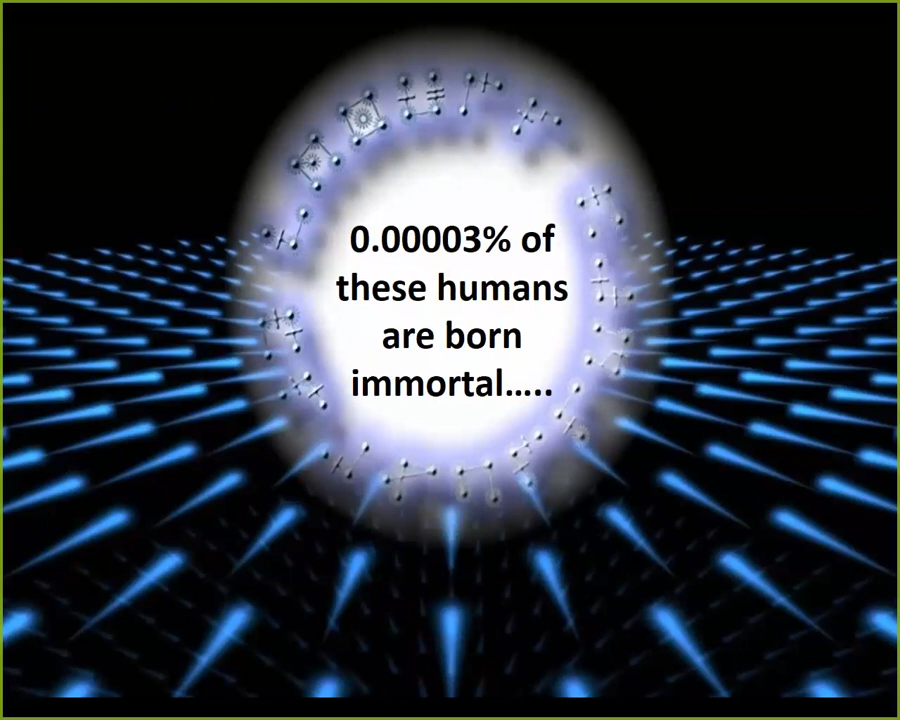 0.00003% of
these humans
are born
immortal.....